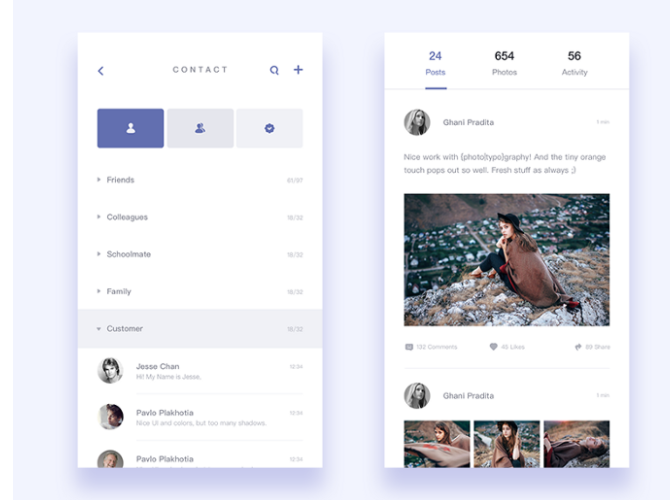 CONTACT
Friends 61/97
Colleagues 18/32
Schoolmate 18/32
Family 16/32
Customer 16/32
Jesse Chan 12:34
Hi! My Name is Jesse.
Pavlo Plakhotia 12:34
Nice UI and colors, but too many shadows.
Pavlo Plakhotia 12:34
24 654 56
Posts Photos Activity
Ghani Pradita 1 min
Nice work with {photo|typo}graphy! And the tiny orange
touch pops out so well. Fresh stuff as always ;)
132 Comments 45 Likes 89 Share
Ghani Pradita 1 min